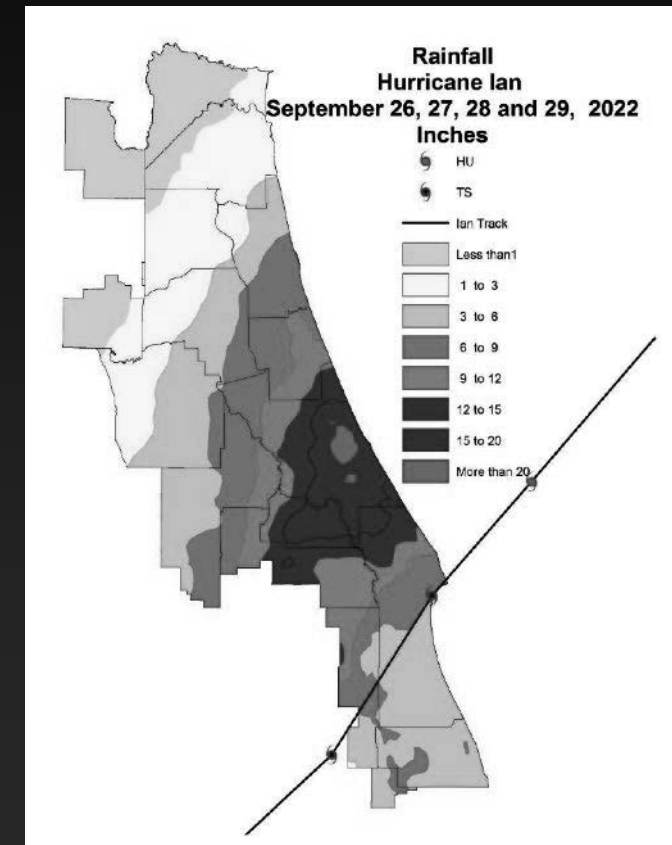 Rainfall
Hurricane Ian
September 26, 27, 28 and 29, 2022
Inches
HU
TS
Ian Track
Less than1
1 to 3
3 to 6
6 to 9
9 to 12
12 to 15
15 to 20
More than 20